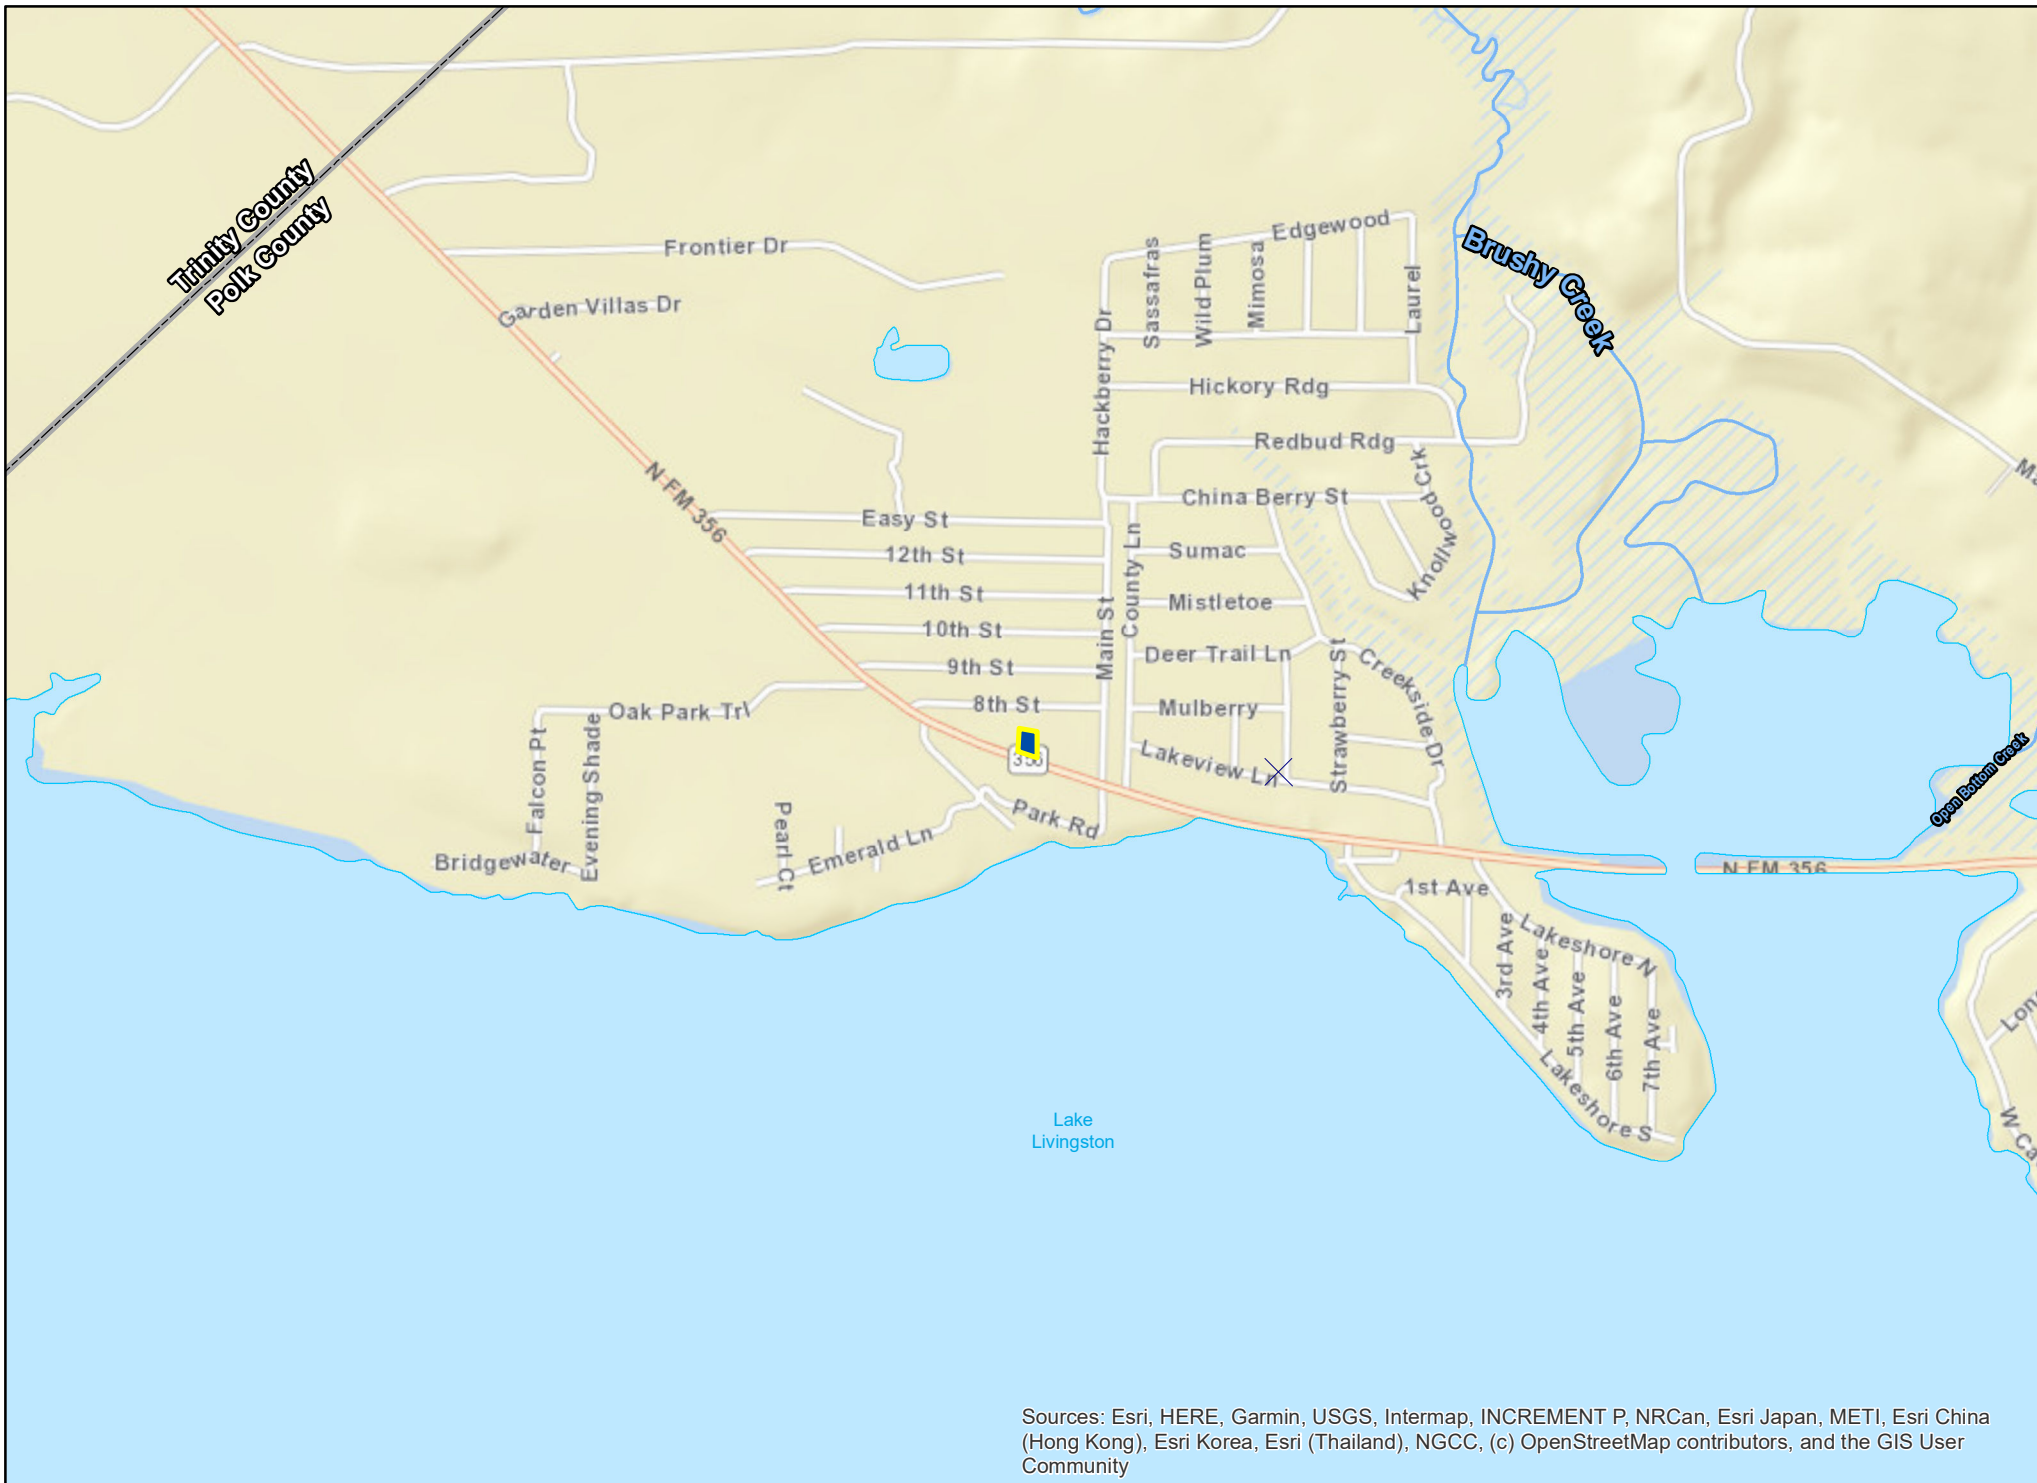 Trinity County
Polk County
Frontier Dr
Garden Villas Dr
Edgewood
Sassafras
Wild Plum
Mimosa
Laurel
Brushy Creek
Hackberry Dr
Hickory Rdg
Redbud Rdg
Knollwood Crk
N FM 356
China Berry St
Easy St
12th St
Sumac
11th St
Mistletoe
10th St
Main St
County Ln
9th St
Deer Trail Ln
Strawberry St
Creekside Dr
Oak Park Trl
8th St
Mulberry
Falcon Pt
Evening Shade
Lakeview Ln
Open Bottom Creek
Pearl Ct
Park Rd
Emerald Ln
Bridgewater
N FM 356
1st Ave
3rd Ave
Lakeshore N
4th Ave
5th Ave
6th Ave
7th Ave
Lakeshore S
Lake
Livingston
Sources: Esri, HERE, Garmin, USGS, Intermap, INCREMENT P, NRCan, Esri Japan, METI, Esri China
(Hong Kong), Esri Korea, Esri (Thailand), NGCC, (c) OpenStreetMap contributors, and the GIS User
Community